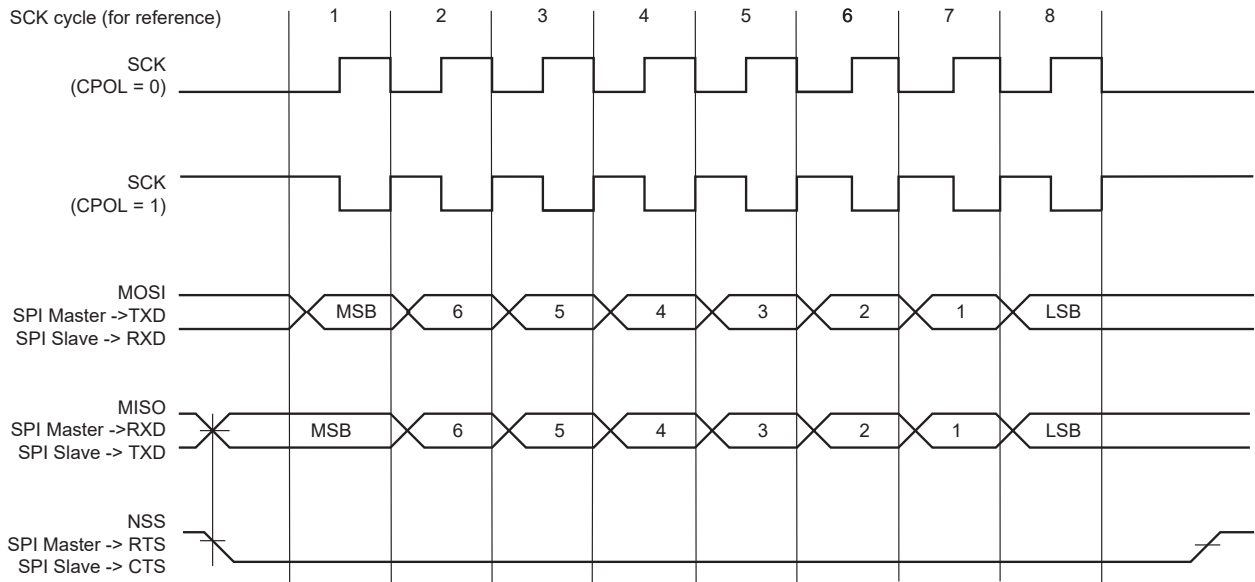 SCK cycle (for reference) 1 2 3 4 5 6 7 8
SCK
(CPOL = 0)
SCK
(CPOL = 1)
MOSI
SPI Master ->TXD
SPI Slave -> RXD
MSB 6 5 4 3 2 1 LSB
MISO
SPI Master ->RXD
SPI Slave -> TXD
MSB 6 5 4 3 2 1 LSB
NSS
SPI Master -> RTS
SPI Slave -> CTS